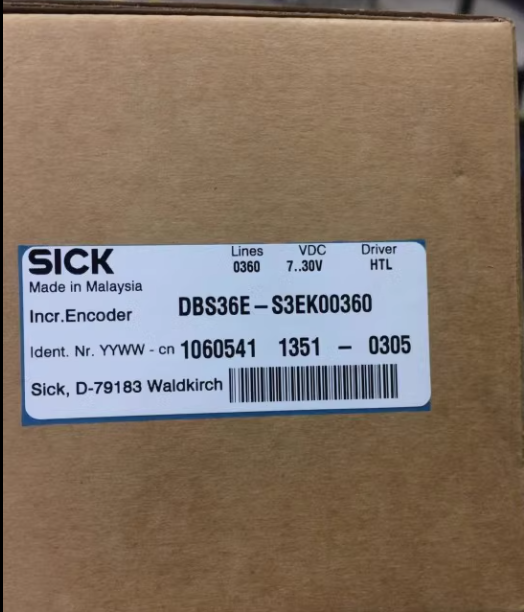 SICK
Lines VDC Driver
0360 7..30V HTL
Made in Malaysia
Incr.Encoder DBS36E – S3EK00360
Ident. Nr. YYWW - cn 1060541 1351 – 0305
Sick, D-79183 Waldkirch